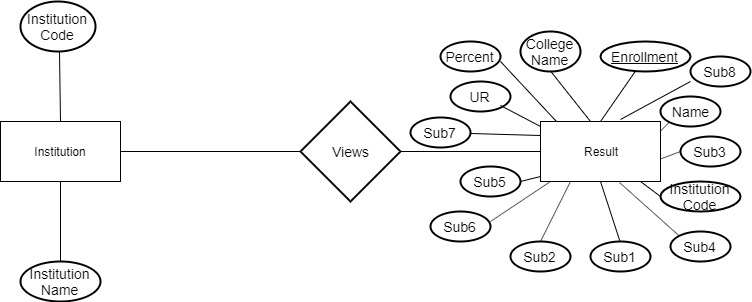 Institution
Code
College
Name
Enrollment
Percent
Sub8
UR
Name
Sub7
Institution
Views
Result
Sub3
Sub5
Institution
Code
Sub6
Sub4
Sub2
Sub1
Institution
Name